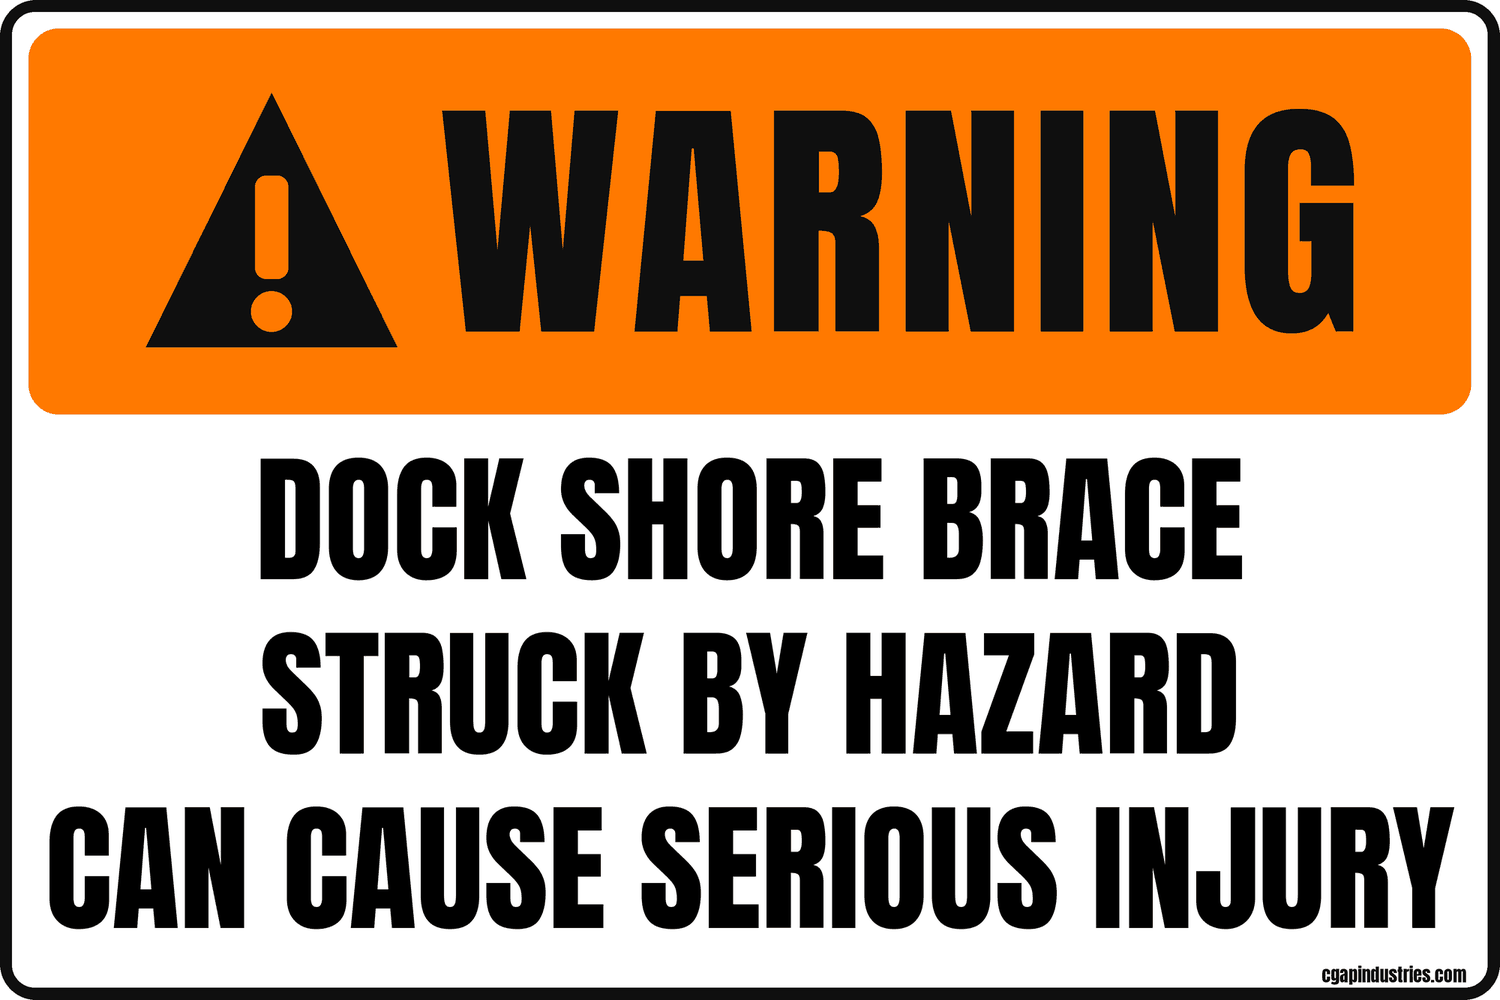 WARNING
DOCK SHORE BRACE
STRUCK BY HAZARD
CAN CAUSE SERIOUS INJURY
cgapindustries.com